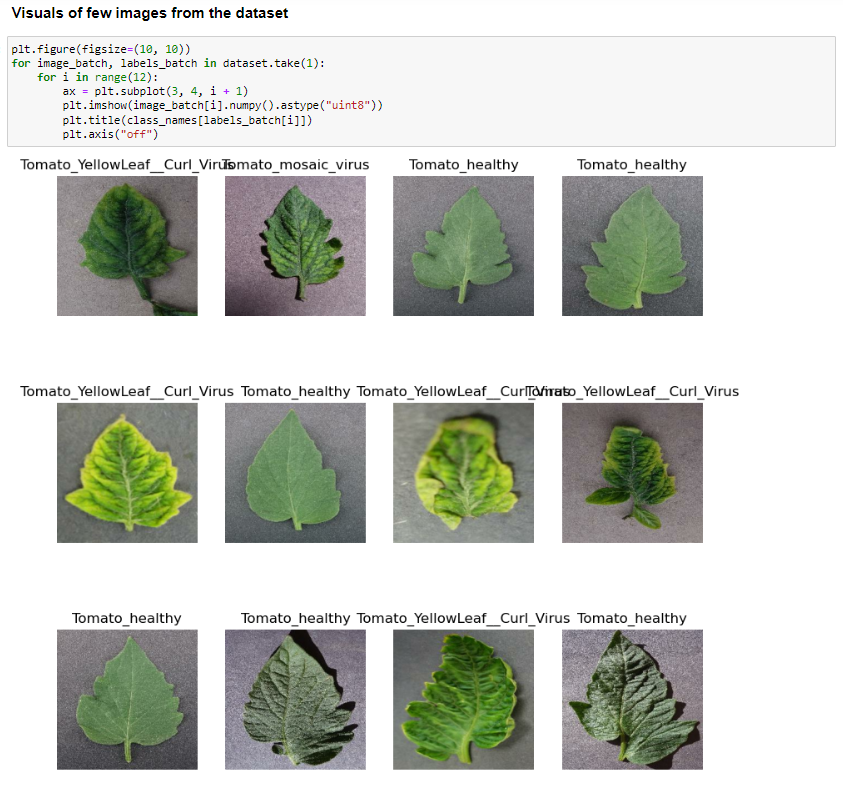 Visuals of few images from the dataset
plt.figure(figsize=(10, 10))
for image_batch, labels_batch in dataset.take(1):
    for i in range(12):
        ax = plt.subplot(3, 4, i + 1)
        plt.imshow(image_batch[i].numpy().astype("uint8"))
        plt.title(class_names[labels_batch[i]])
        plt.axis("off")
Tomato_YellowLeaf__Curl_Virus Tomato_mosaic_virus Tomato_healthy Tomato_healthy
Tomato_YellowLeaf__Curl_Virus Tomato_healthy Tomato_YellowLeaf__Curl_Virus Tomato_YellowLeaf__Curl_Virus
Tomato_healthy Tomato_healthy Tomato_YellowLeaf__Curl_Virus Tomato_healthy